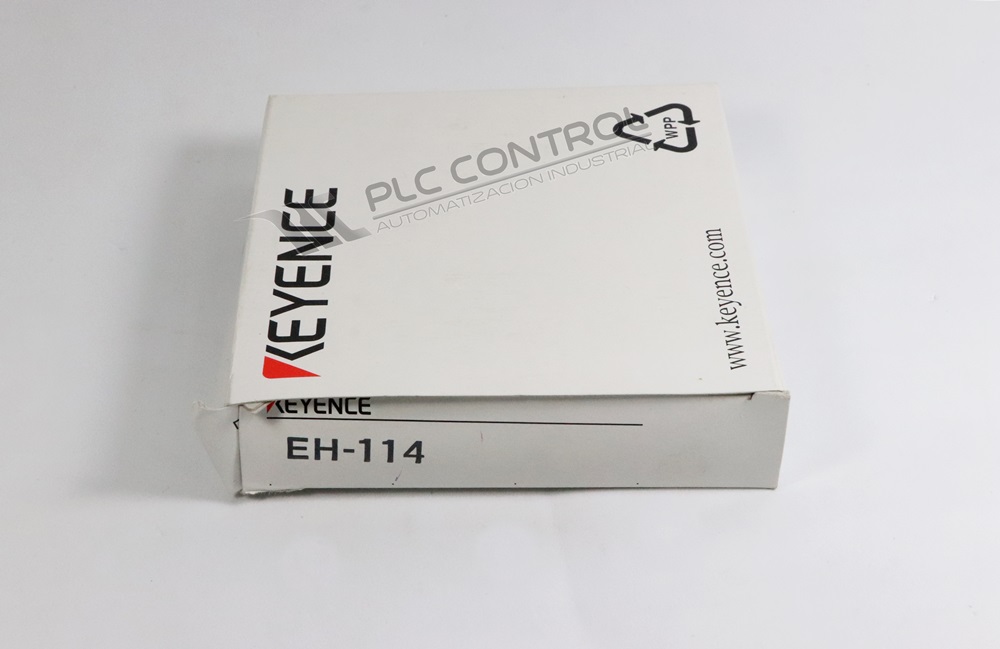 PLC CONTROL
AUTOMATIZACION INDUSTRIAL
WPP
KEYENCE
www.keyence.com
KEYENCE
EH-114